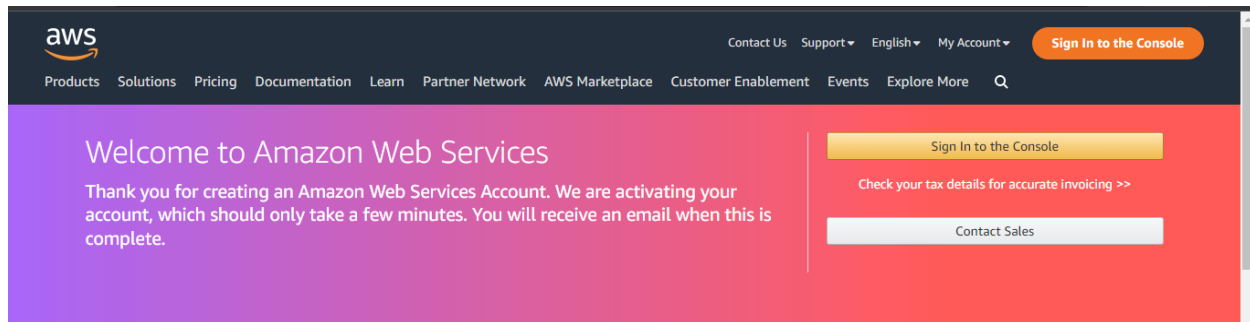 aws
Contact Us Support English My Account Sign In to the Console
Products Solutions Pricing Documentation Learn Partner Network AWS Marketplace Customer Enablement Events Explore More
Welcome to Amazon Web Services
Thank you for creating an Amazon Web Services Account. We are activating your
account, which should only take a few minutes. You will receive an email when this is
complete.
Sign In to the Console
Check your tax details for accurate invoicing >>
Contact Sales